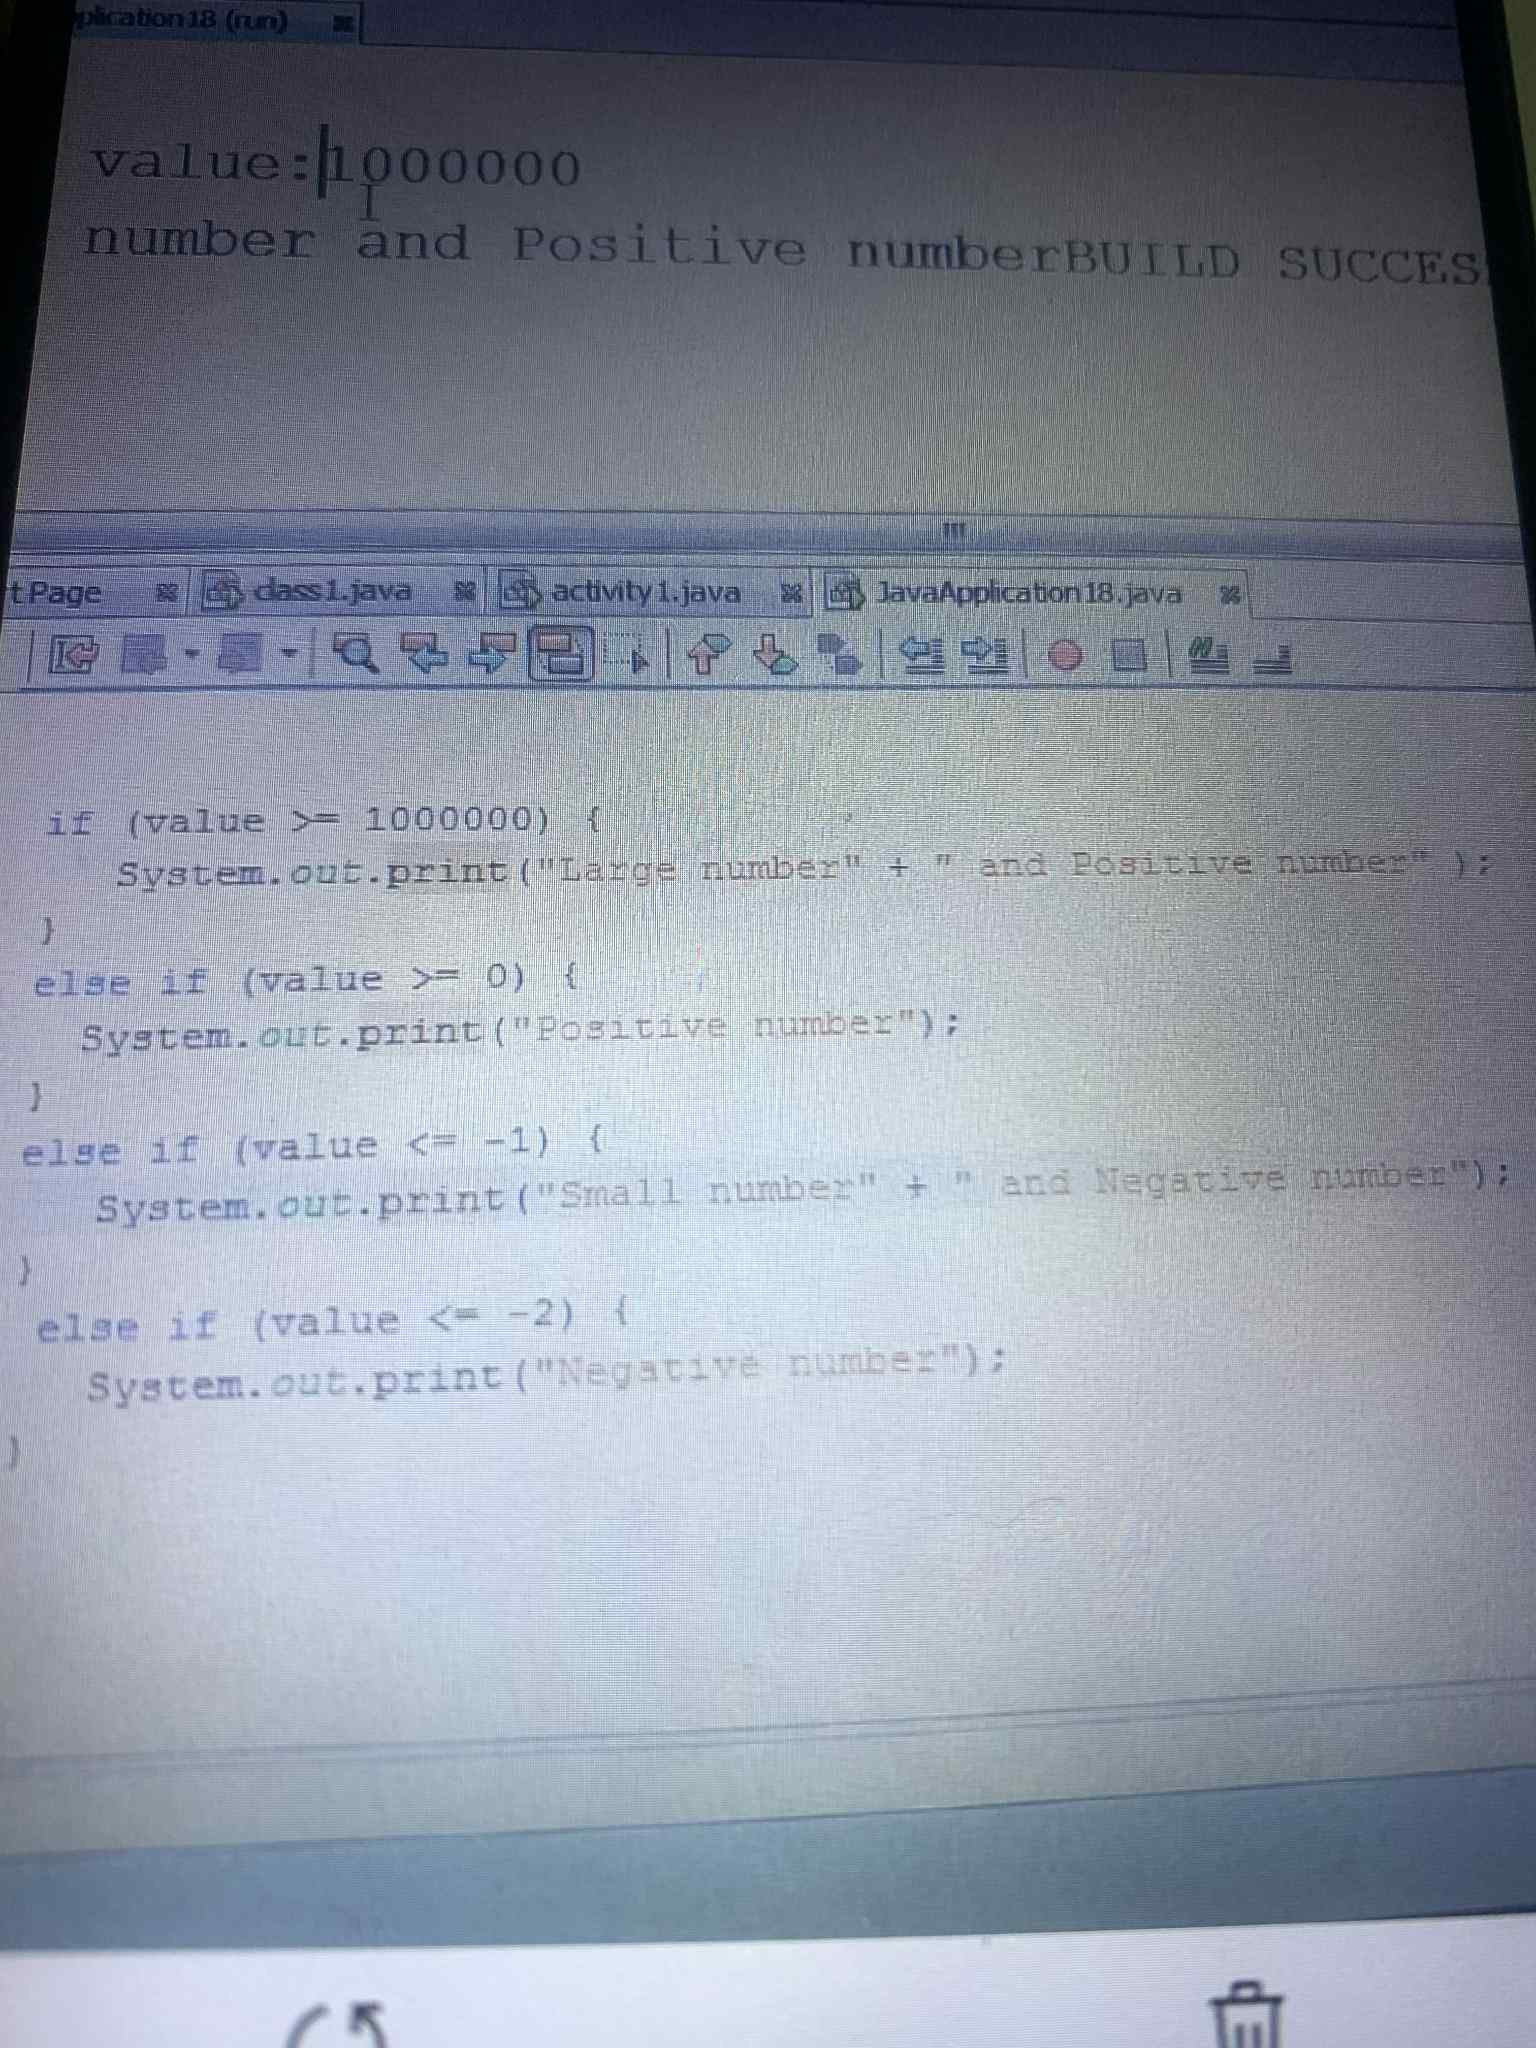 plication18 (run)
value:1000000
number and Positive numberBUILD SUCCES
tPage class1.java activity1.java JavaApplication18.java
if (value >= 1000000) {
System.out.print("Large number" + " and Positive number" );
}
else if (value >= 0) {
System.out.print("Positive number");
}
else if (value <= -1) {
System.out.print("Small number" + " and Negative number");
}
else if (value <= -2) {
System.out.print("Negative number");
}